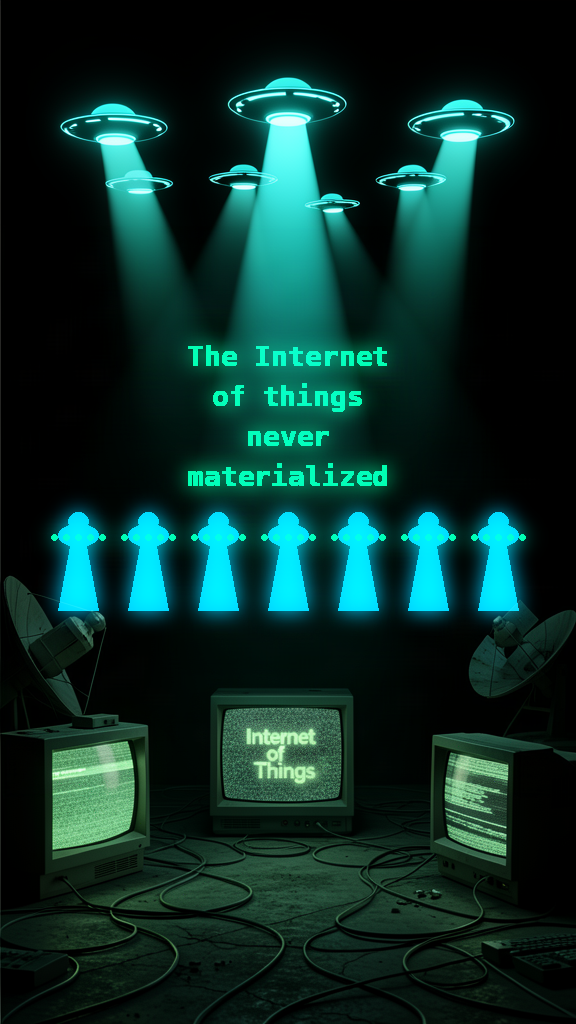 The Internet
of things
never
materialized
Internet
of
Things